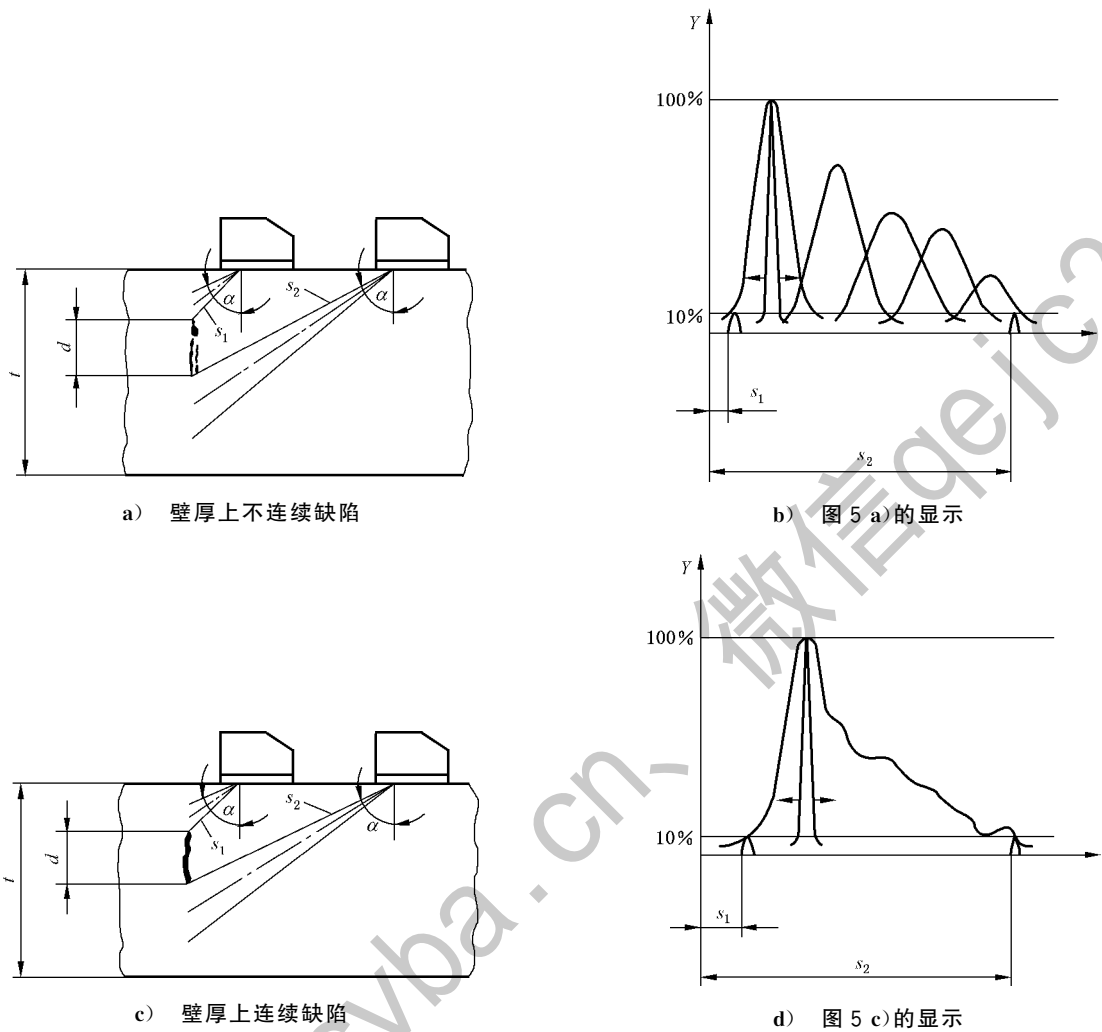 Y
100%
10%
s₁
s₂
α
α
s₂
s₁
d
t
a) 壁厚上不连续缺陷
b) 图 5 a)的显示
Y
100%
10%
s₁
s₂
α
α
s₂
s₁
d
t
c) 壁厚上连续缺陷
d) 图 5 c)的显示